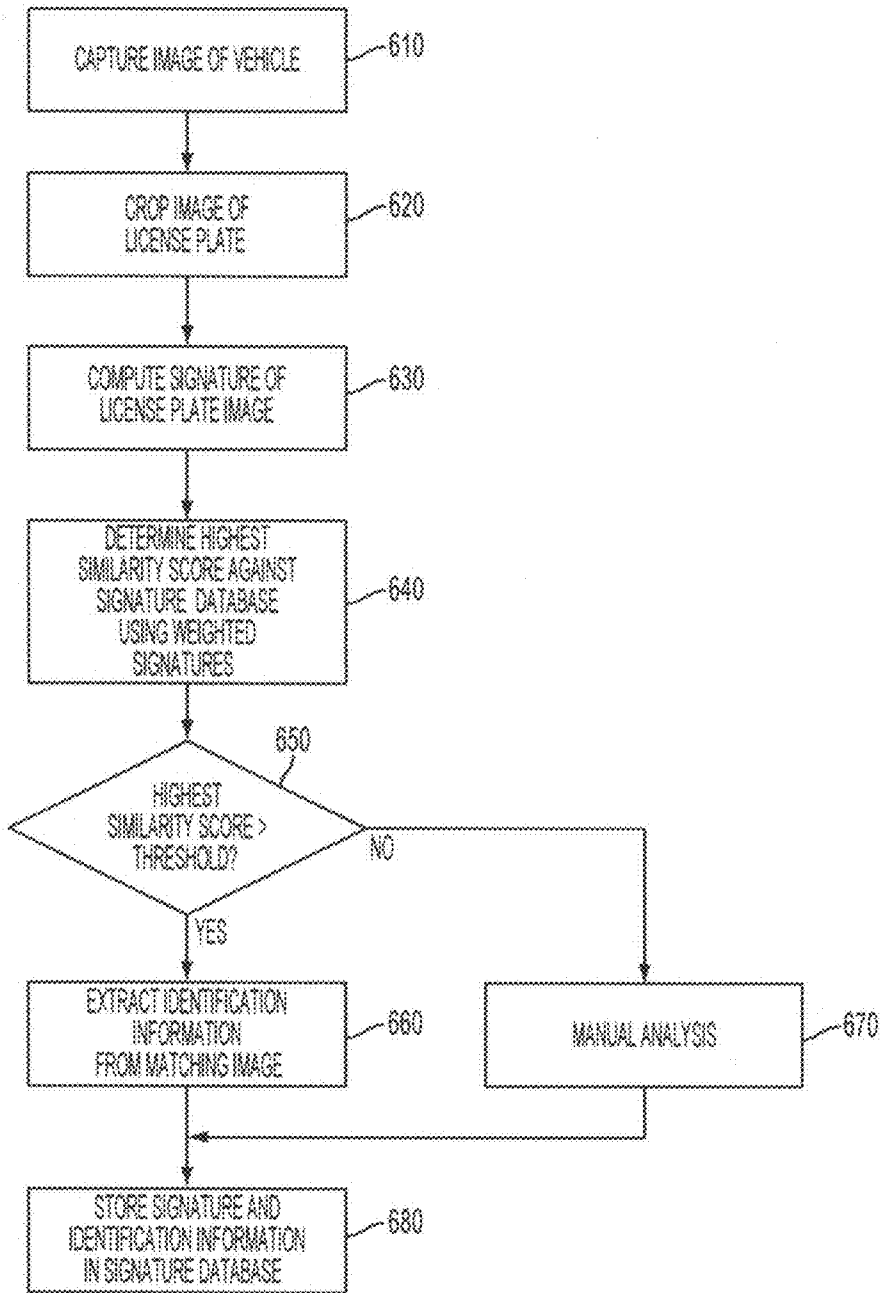 CAPTURE IMAGE OF VEHICLE
610
CROP IMAGE OF
LICENSE PLATE
620
COMPUTE SIGNATURE OF
LICENSE PLATE IMAGE
630
DETERMINE HIGHEST
SIMILARITY SCORE AGAINST
SIGNATURE DATABASE
USING WEIGHTED
SIGNATURES
640
650
HIGHEST
SIMILARITY SCORE >
THRESHOLD?
NO
YES
EXTRACT IDENTIFICATION
INFORMATION
FROM MATCHING IMAGE
660
MANUAL ANALYSIS
670
STORE SIGNATURE AND
IDENTIFICATION INFORMATION
IN SIGNATURE DATABASE
680